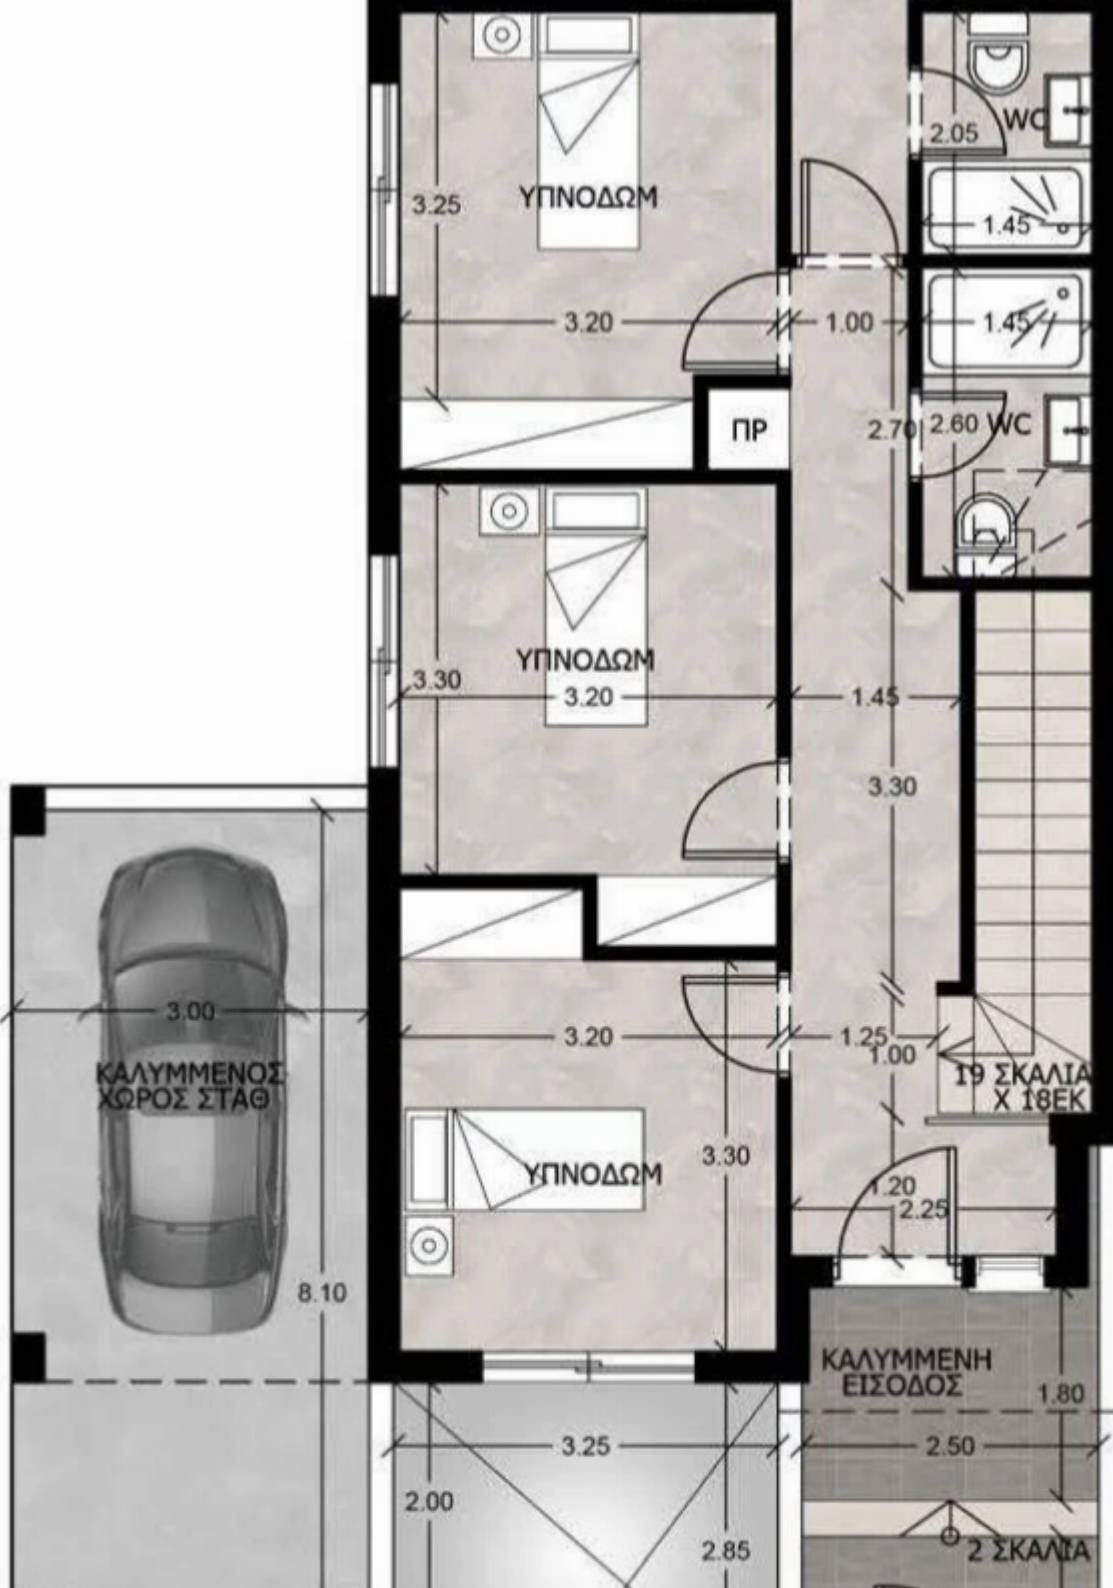 2.05
WC
3.25
ΥΠΝΟΔΩΜ
1.45
3.20
1.00
1.45
ΠΡ
2.70
2.60
WC
ΥΠΝΟΔΩΜ
3.30
3.20
1.45
3.30
3.00
3.20
1.25
1.00
ΚΑΛΥΜΜΕΝΟΣ
ΧΩΡΟΣ ΣΤΑΘ
19 ΣΚΑΛΙΑ
Χ 18ΕΚ
3.30
ΥΠΝΟΔΩΜ
1.20
2.25
8.10
ΚΑΛΥΜΜΕΝΗ
ΕΙΣΟΔΟΣ
1.80
3.25
2.50
2.00
2.85
2 ΣΚΑΛΙΑ